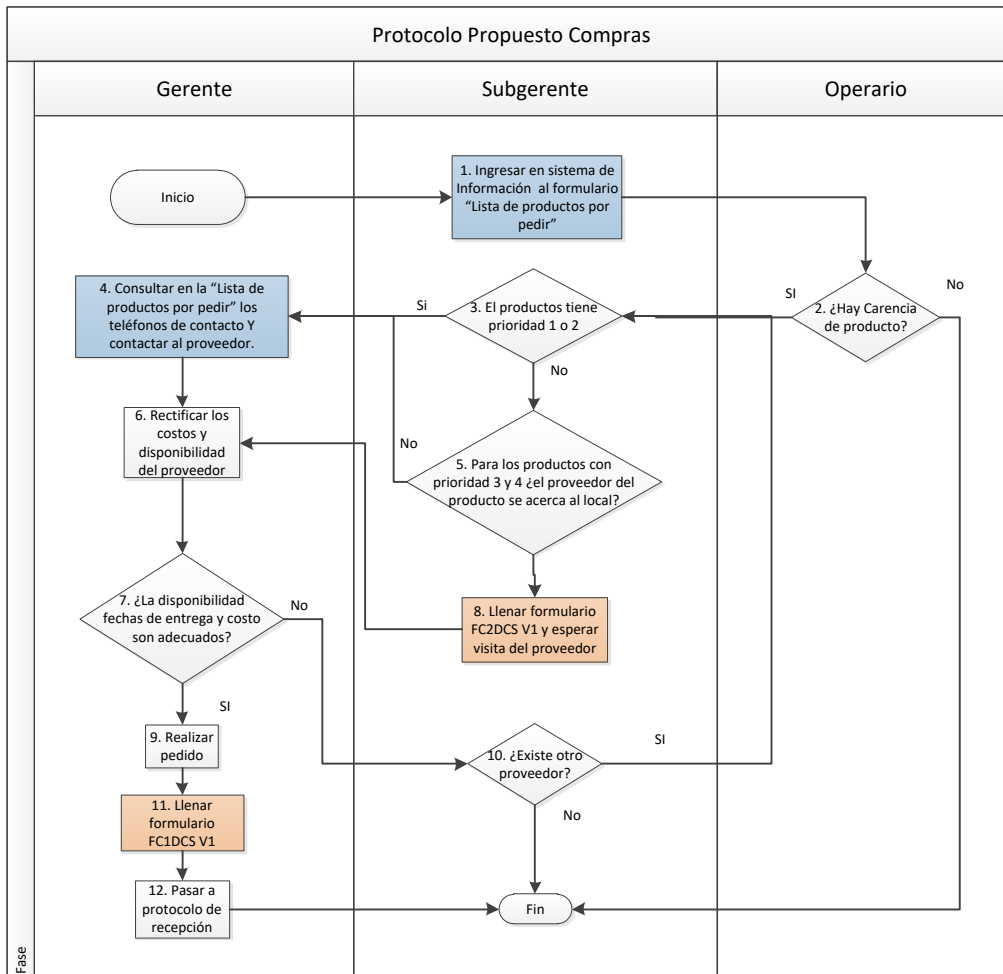 Protocolo Propuesto Compras
Gerente
Subgerente
Operario
Inicio
1. Ingresar en sistema de
Información al formulario
“Lista de productos por
pedir”
4. Consultar en la “Lista de
productos por pedir” los
teléfonos de contacto Y
contactar al proveedor.
Si
3. El productos tiene
prioridad 1 o 2
SI
2. ¿Hay Carencia
de producto?
No
No
6. Rectificar los
costos y
disponibilidad
del proveedor
No
5. Para los productos con
prioridad 3 y 4 ¿el proveedor del
producto se acerca al local?
7. ¿La disponibilidad
fechas de entrega y costo
son adecuados?
No
8. Llenar formulario
FC2DCS V1 y esperar
visita del proveedor
SI
9. Realizar
pedido
10. ¿Existe otro
proveedor?
SI
No
11. Llenar
formulario
FC1DCS V1
12. Pasar a
protocolo de
recepción
Fin
Fase